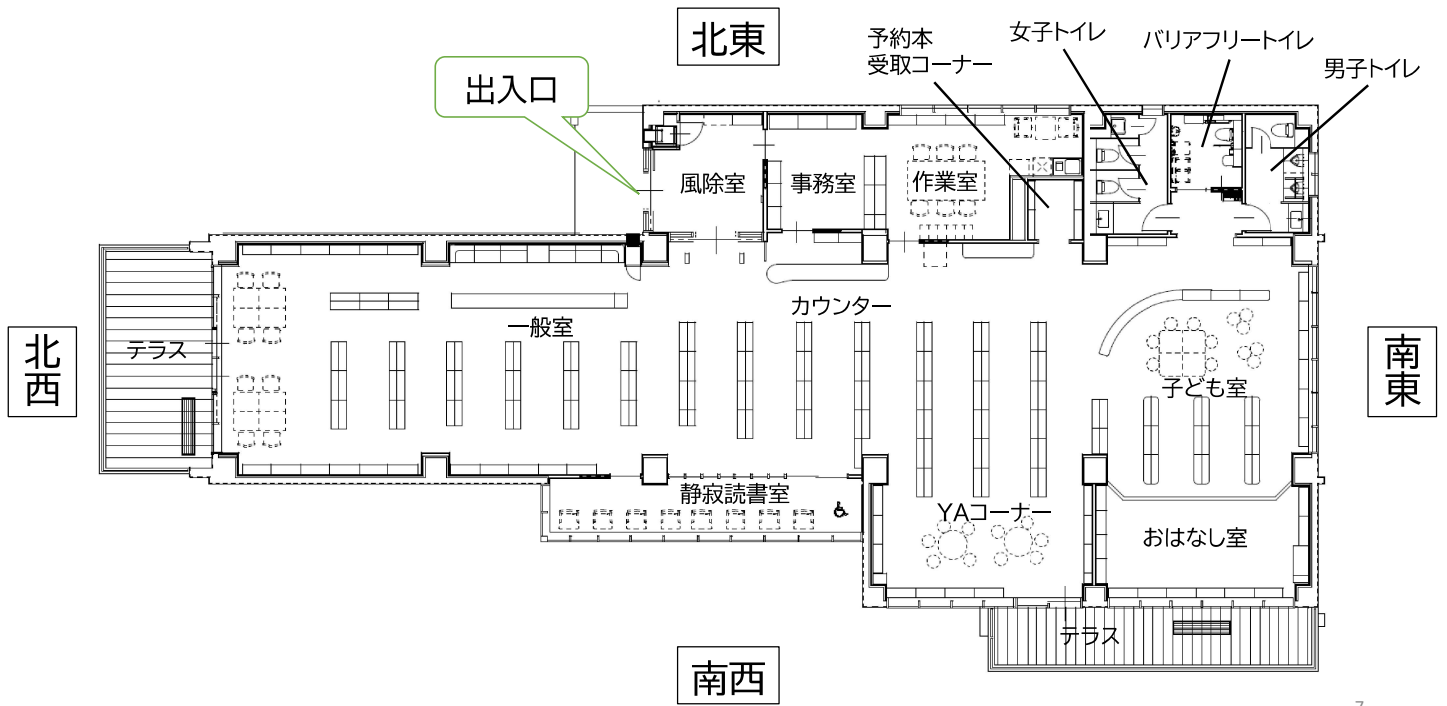 北東
予約本
受取コーナー
女子トイレ
バリアフリートイレ
男子トイレ
出入口
風除室
事務室
作業室
カウンター
一般室
テラス
北西
南東
子ども室
静寂読書室
YAコーナー
おはなし室
テラス
南西
7